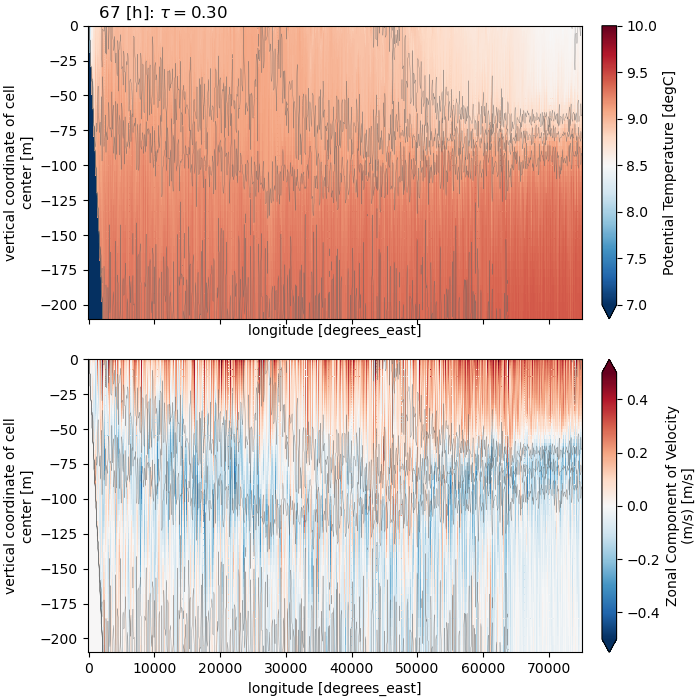 67 [h]: τ = 0.30
0
−25
−50
−75
−100
−125
−150
−175
−200
vertical coordinate of cell
center [m]
longitude [degrees_east]
10.0
9.5
9.0
8.5
8.0
7.5
7.0
Potential Temperature [degC]
0
−25
−50
−75
−100
−125
−150
−175
−200
vertical coordinate of cell
center [m]
0 10000 20000 30000 40000 50000 60000 70000
longitude [degrees_east]
0.4
0.2
0.0
−0.2
−0.4
Zonal Component of Velocity
(m/s) [m/s]